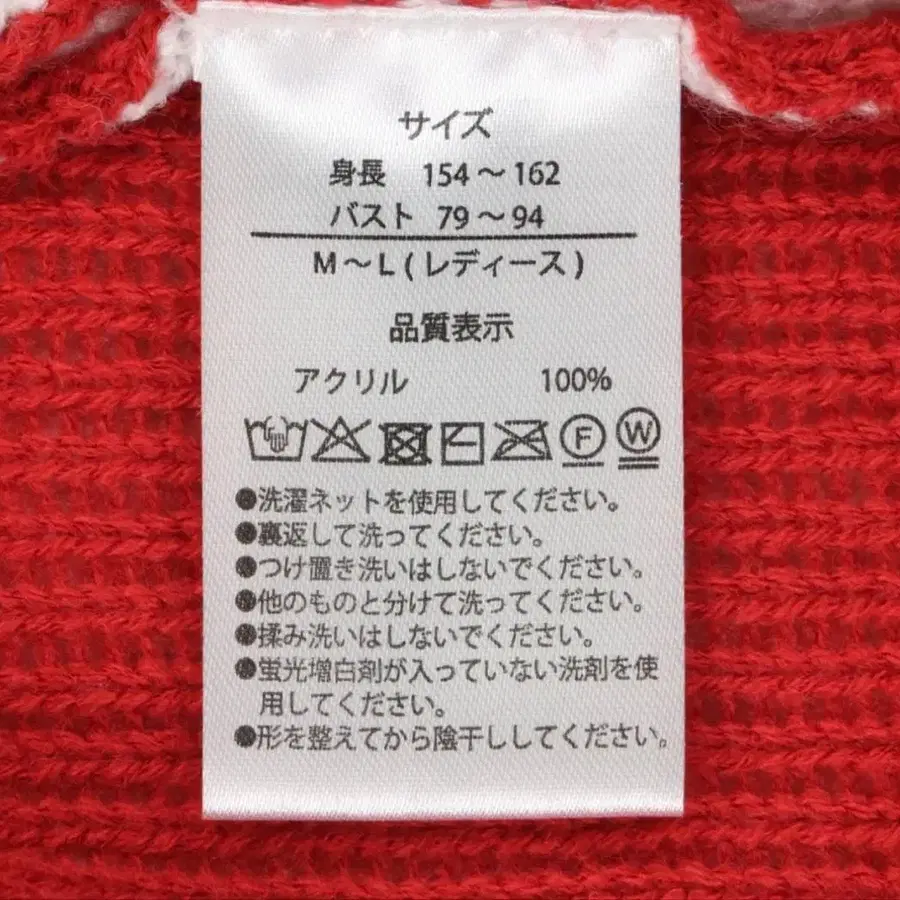 サイズ
身長 154～162
バスト 79～94
M～L(レディース)
品質表示
アクリル 100%
F W
●洗濯ネットを使用してください。
●裏返して洗ってください。
●つけ置き洗いはしないでください。
●他のものと分けて洗ってください。
●揉み洗いはしないでください。
●蛍光増白剤が入っていない洗剤を使
用してください。
●形を整えてから陰干ししてください。